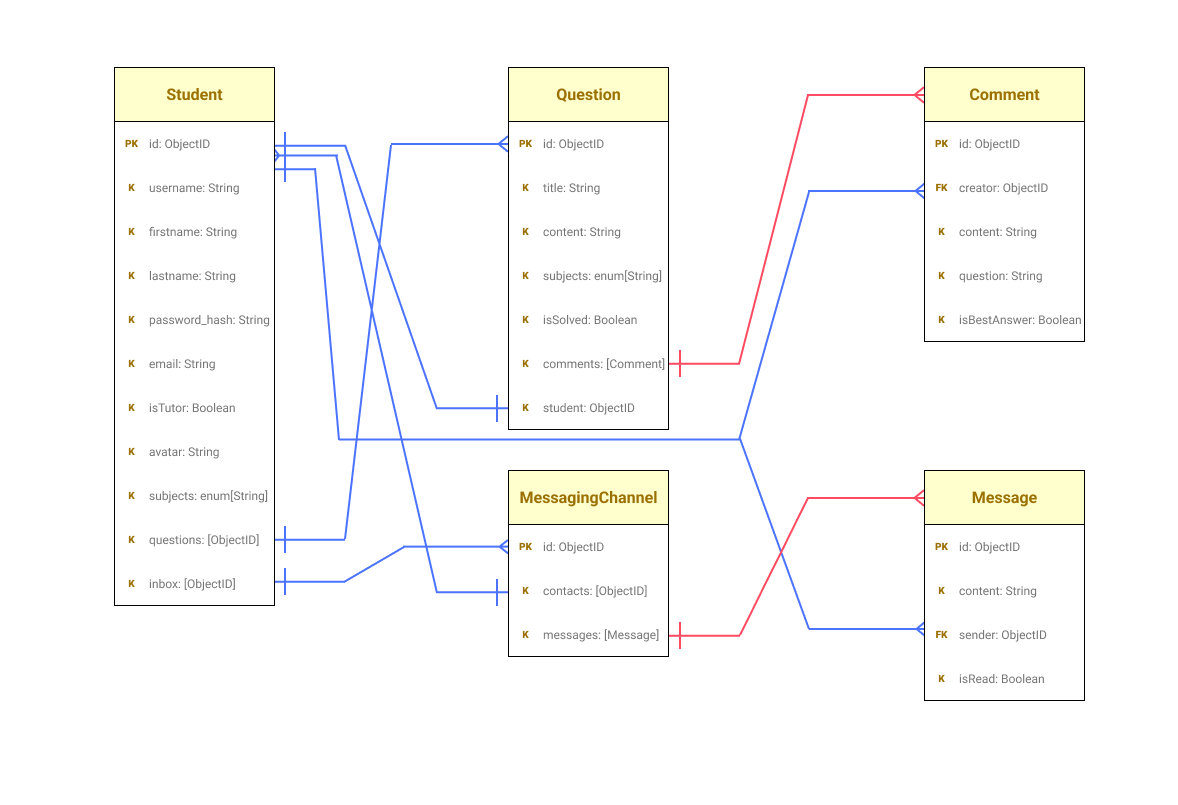 Student
PK id: ObjectID
K username: String
K firstname: String
K lastname: String
K password_hash: String
K email: String
K isTutor: Boolean
K avatar: String
K subjects: enum[String]
K questions: [ObjectID]
K inbox: [ObjectID]
Question
PK id: ObjectID
K title: String
K content: String
K subjects: enum[String]
K isSolved: Boolean
K comments: [Comment]
K student: ObjectID
MessagingChannel
PK id: ObjectID
K contacts: [ObjectID]
K messages: [Message]
Comment
PK id: ObjectID
FK creator: ObjectID
K content: String
K question: String
K isBestAnswer: Boolean
Message
PK id: ObjectID
K content: String
FK sender: ObjectID
K isRead: Boolean